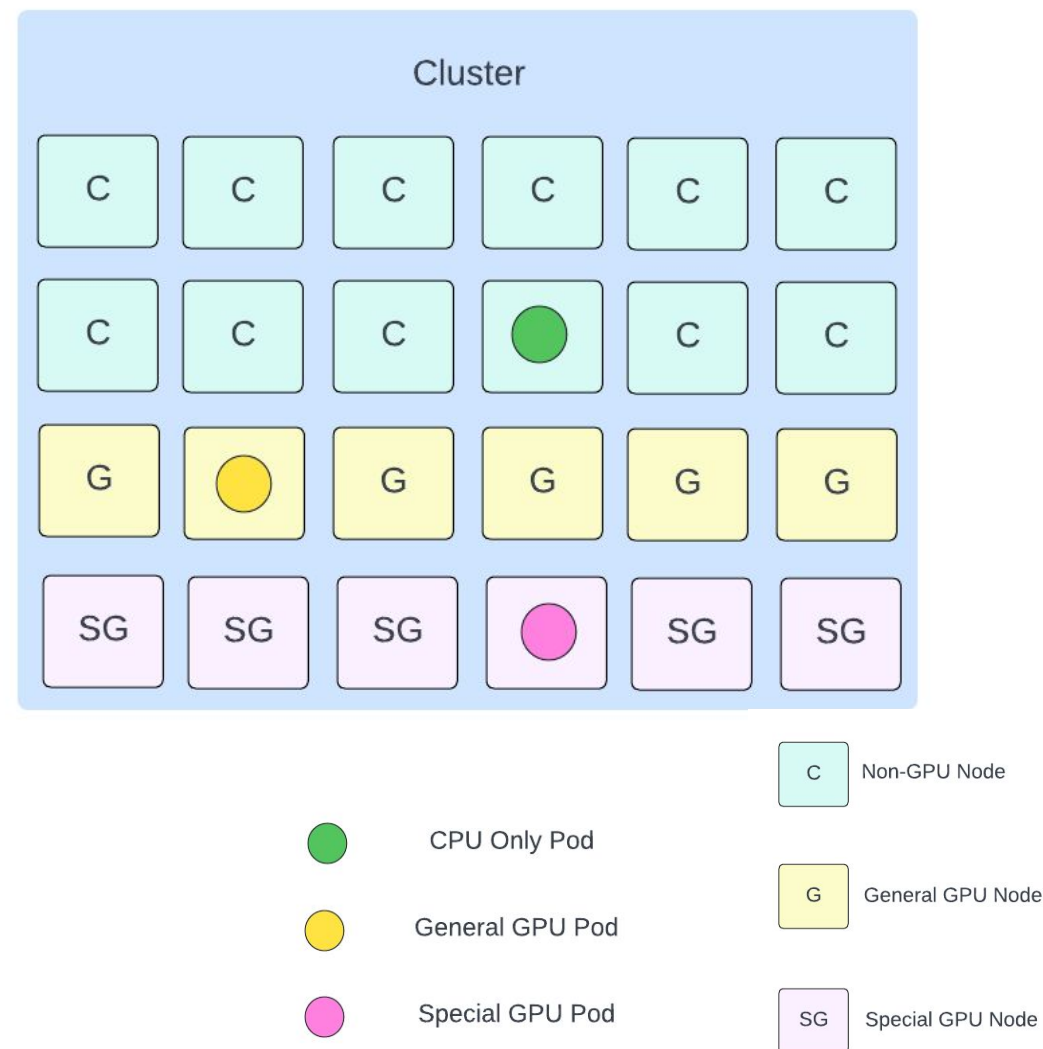 Cluster
C C C C C C
C C C C C
G G G G G
SG SG SG SG SG
C Non-GPU Node
CPU Only Pod
G General GPU Node
General GPU Pod
Special GPU Pod
SG Special GPU Node